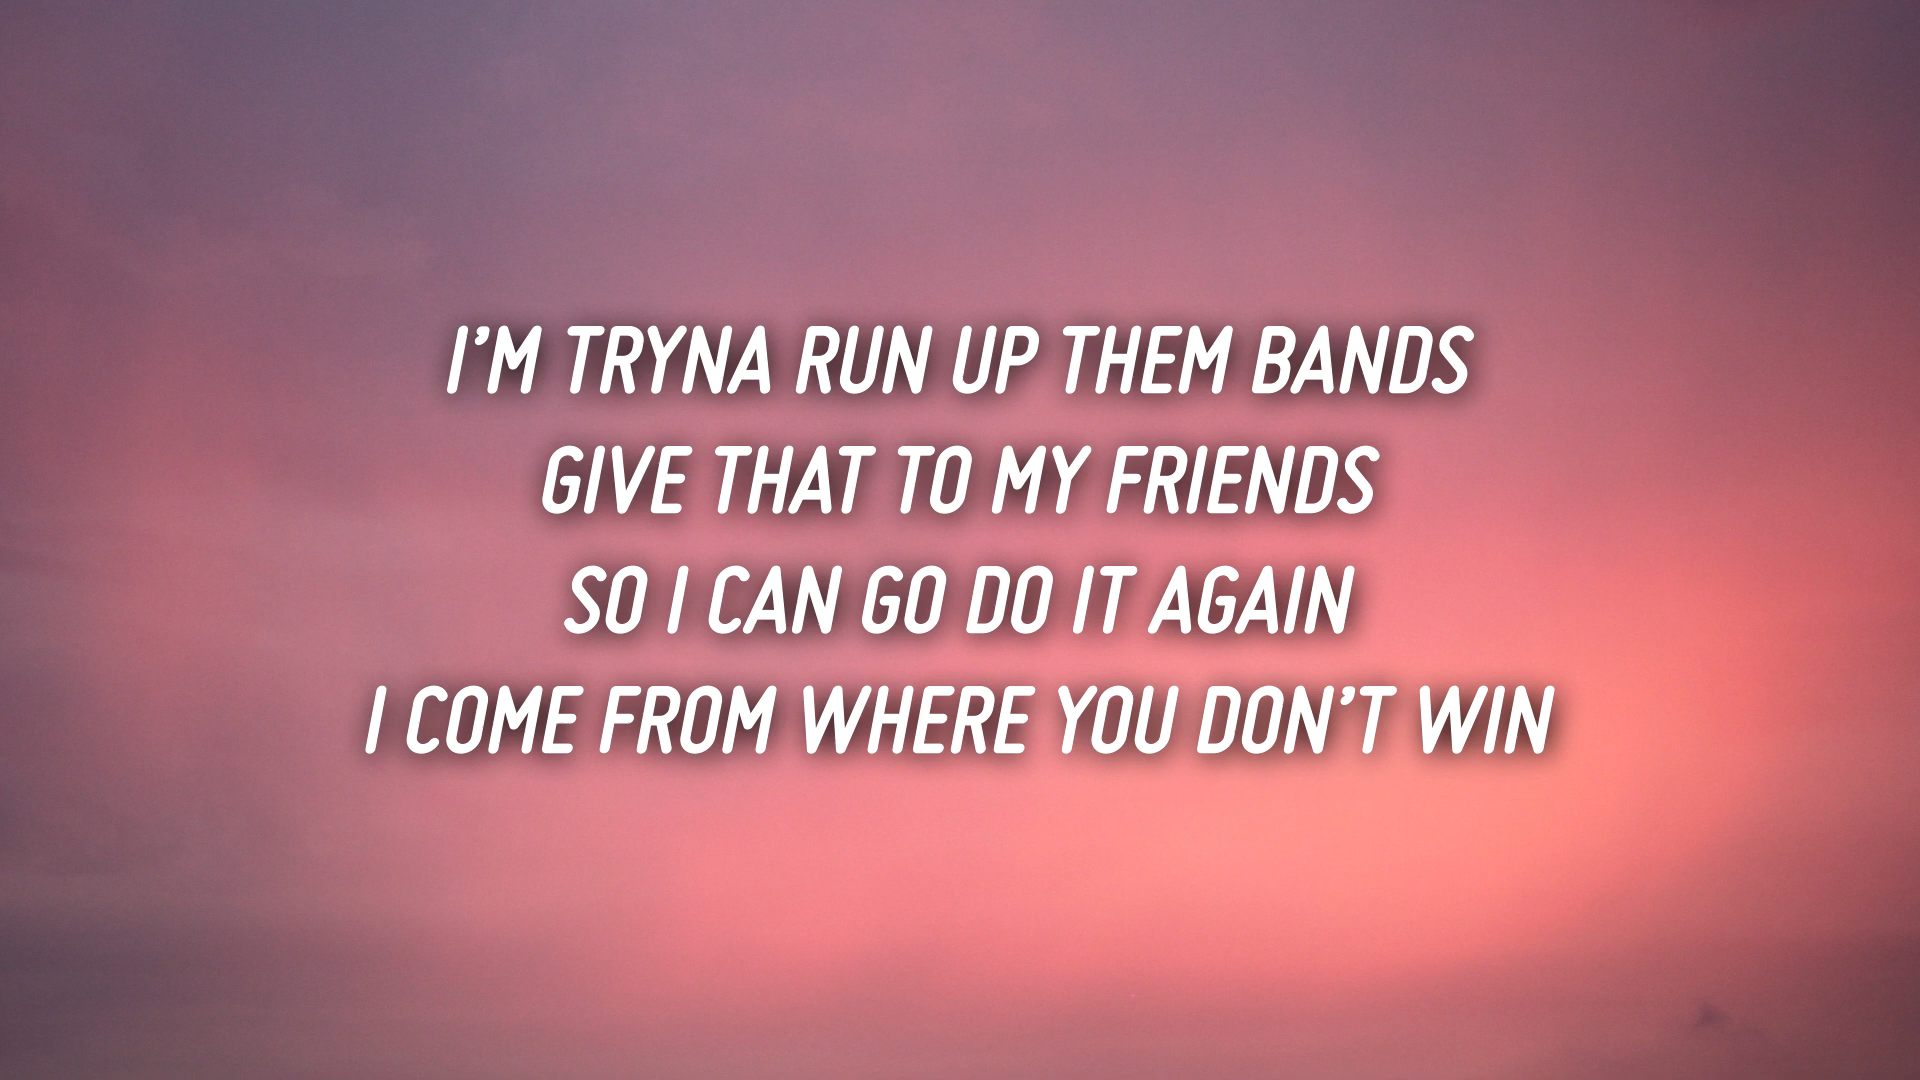 I'M TRYNA RUN UP THEM BANDS
GIVE THAT TO MY FRIENDS
SO I CAN GO DO IT AGAIN
I COME FROM WHERE YOU DON'T WIN